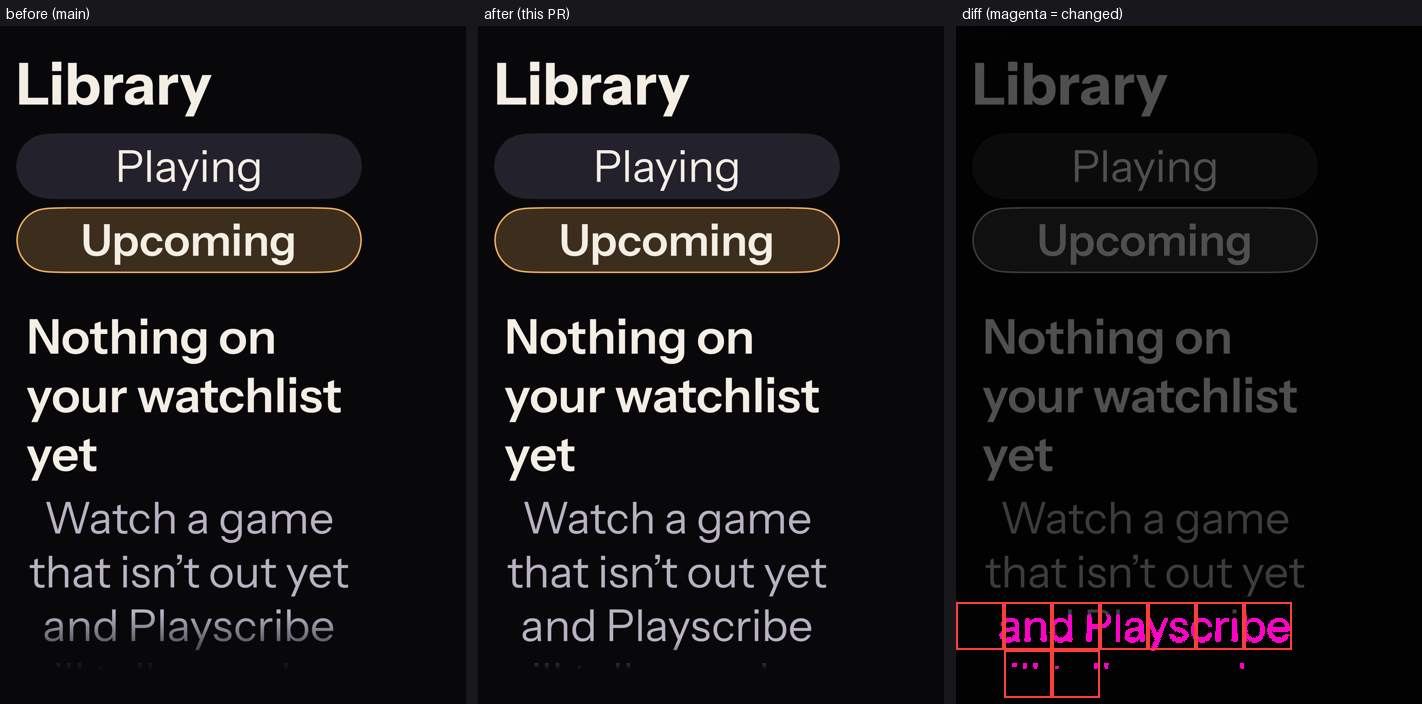 before (main)
after (this PR)
diff (magenta = changed)
Library
Playing
Upcoming
Nothing on
your watchlist
yet
Watch a game
that isn’t out yet
and Playscribe
Library
Playing
Upcoming
Nothing on
your watchlist
yet
Watch a game
that isn’t out yet
and Playscribe
Library
Playing
Upcoming
Nothing on
your watchlist
yet
Watch a game
that isn’t out yet
and Playscribe